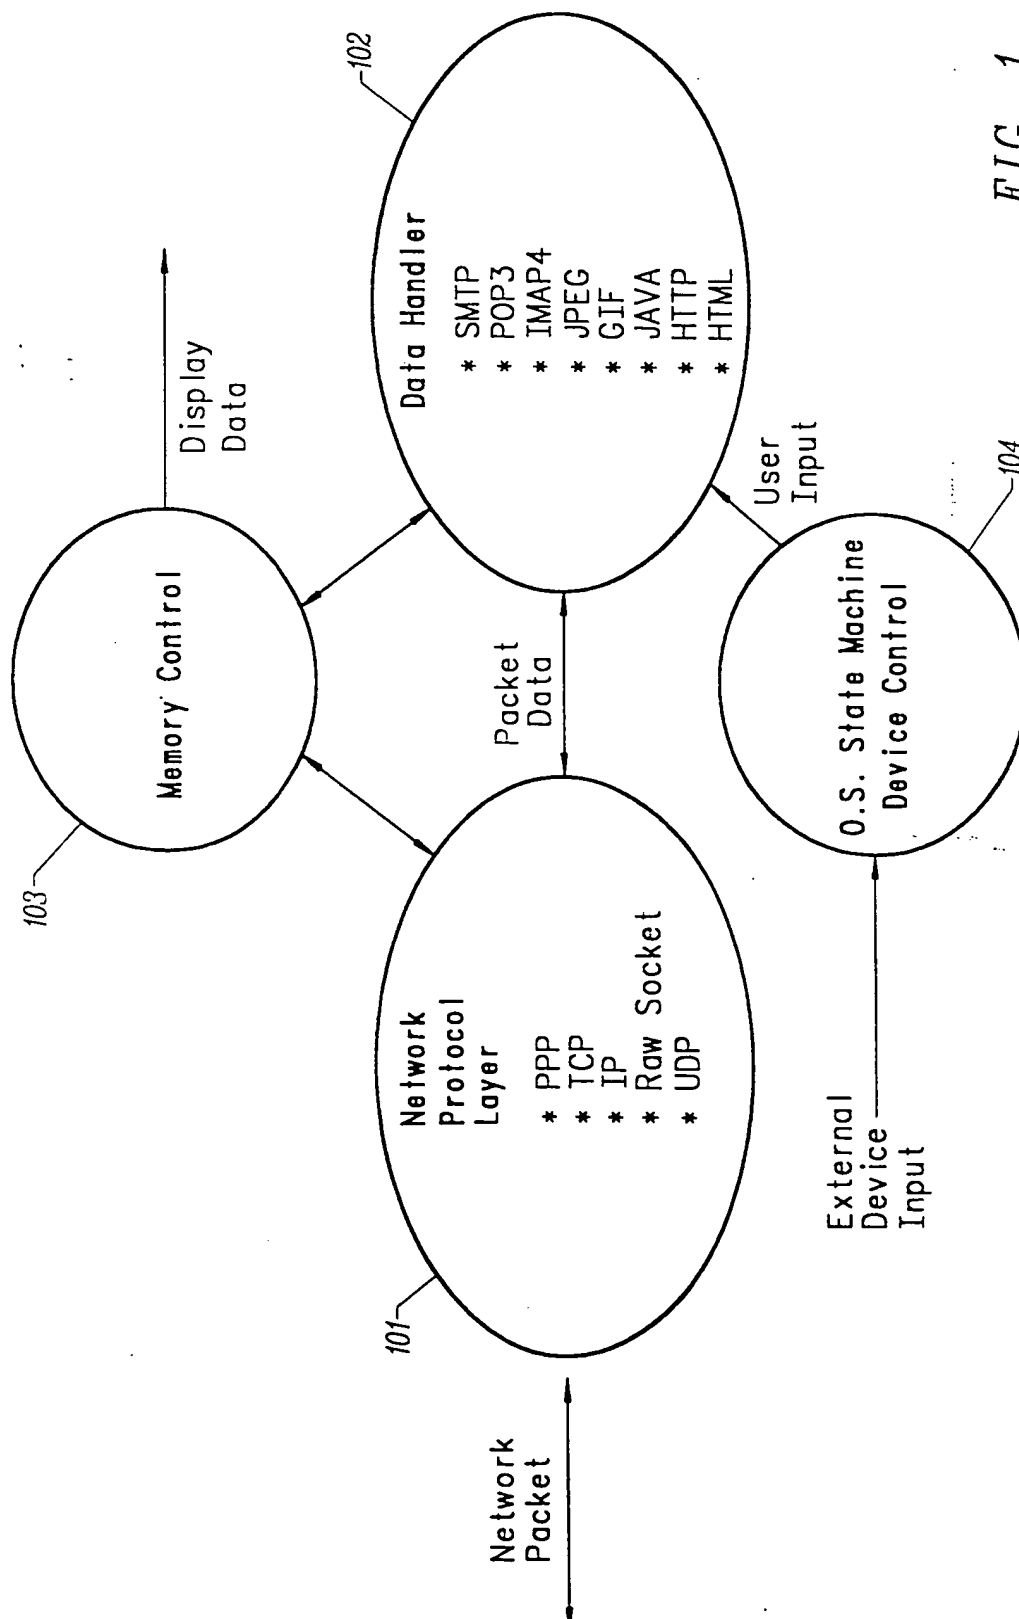 103
Memory Control
Display
Data
102
Data Handler
* SMTP
* POP3
* IMAP4
* JPEG
* GIF
* JAVA
* HTTP
* HTML
Network
Packet
101
Network
Protocol
Layer
* PPP
* TCP
* IP
* Raw Socket
* UDP
Packet
Data
User
Input
External
Device
Input
O.S. State Machine
Device Control
104
FIG. 1